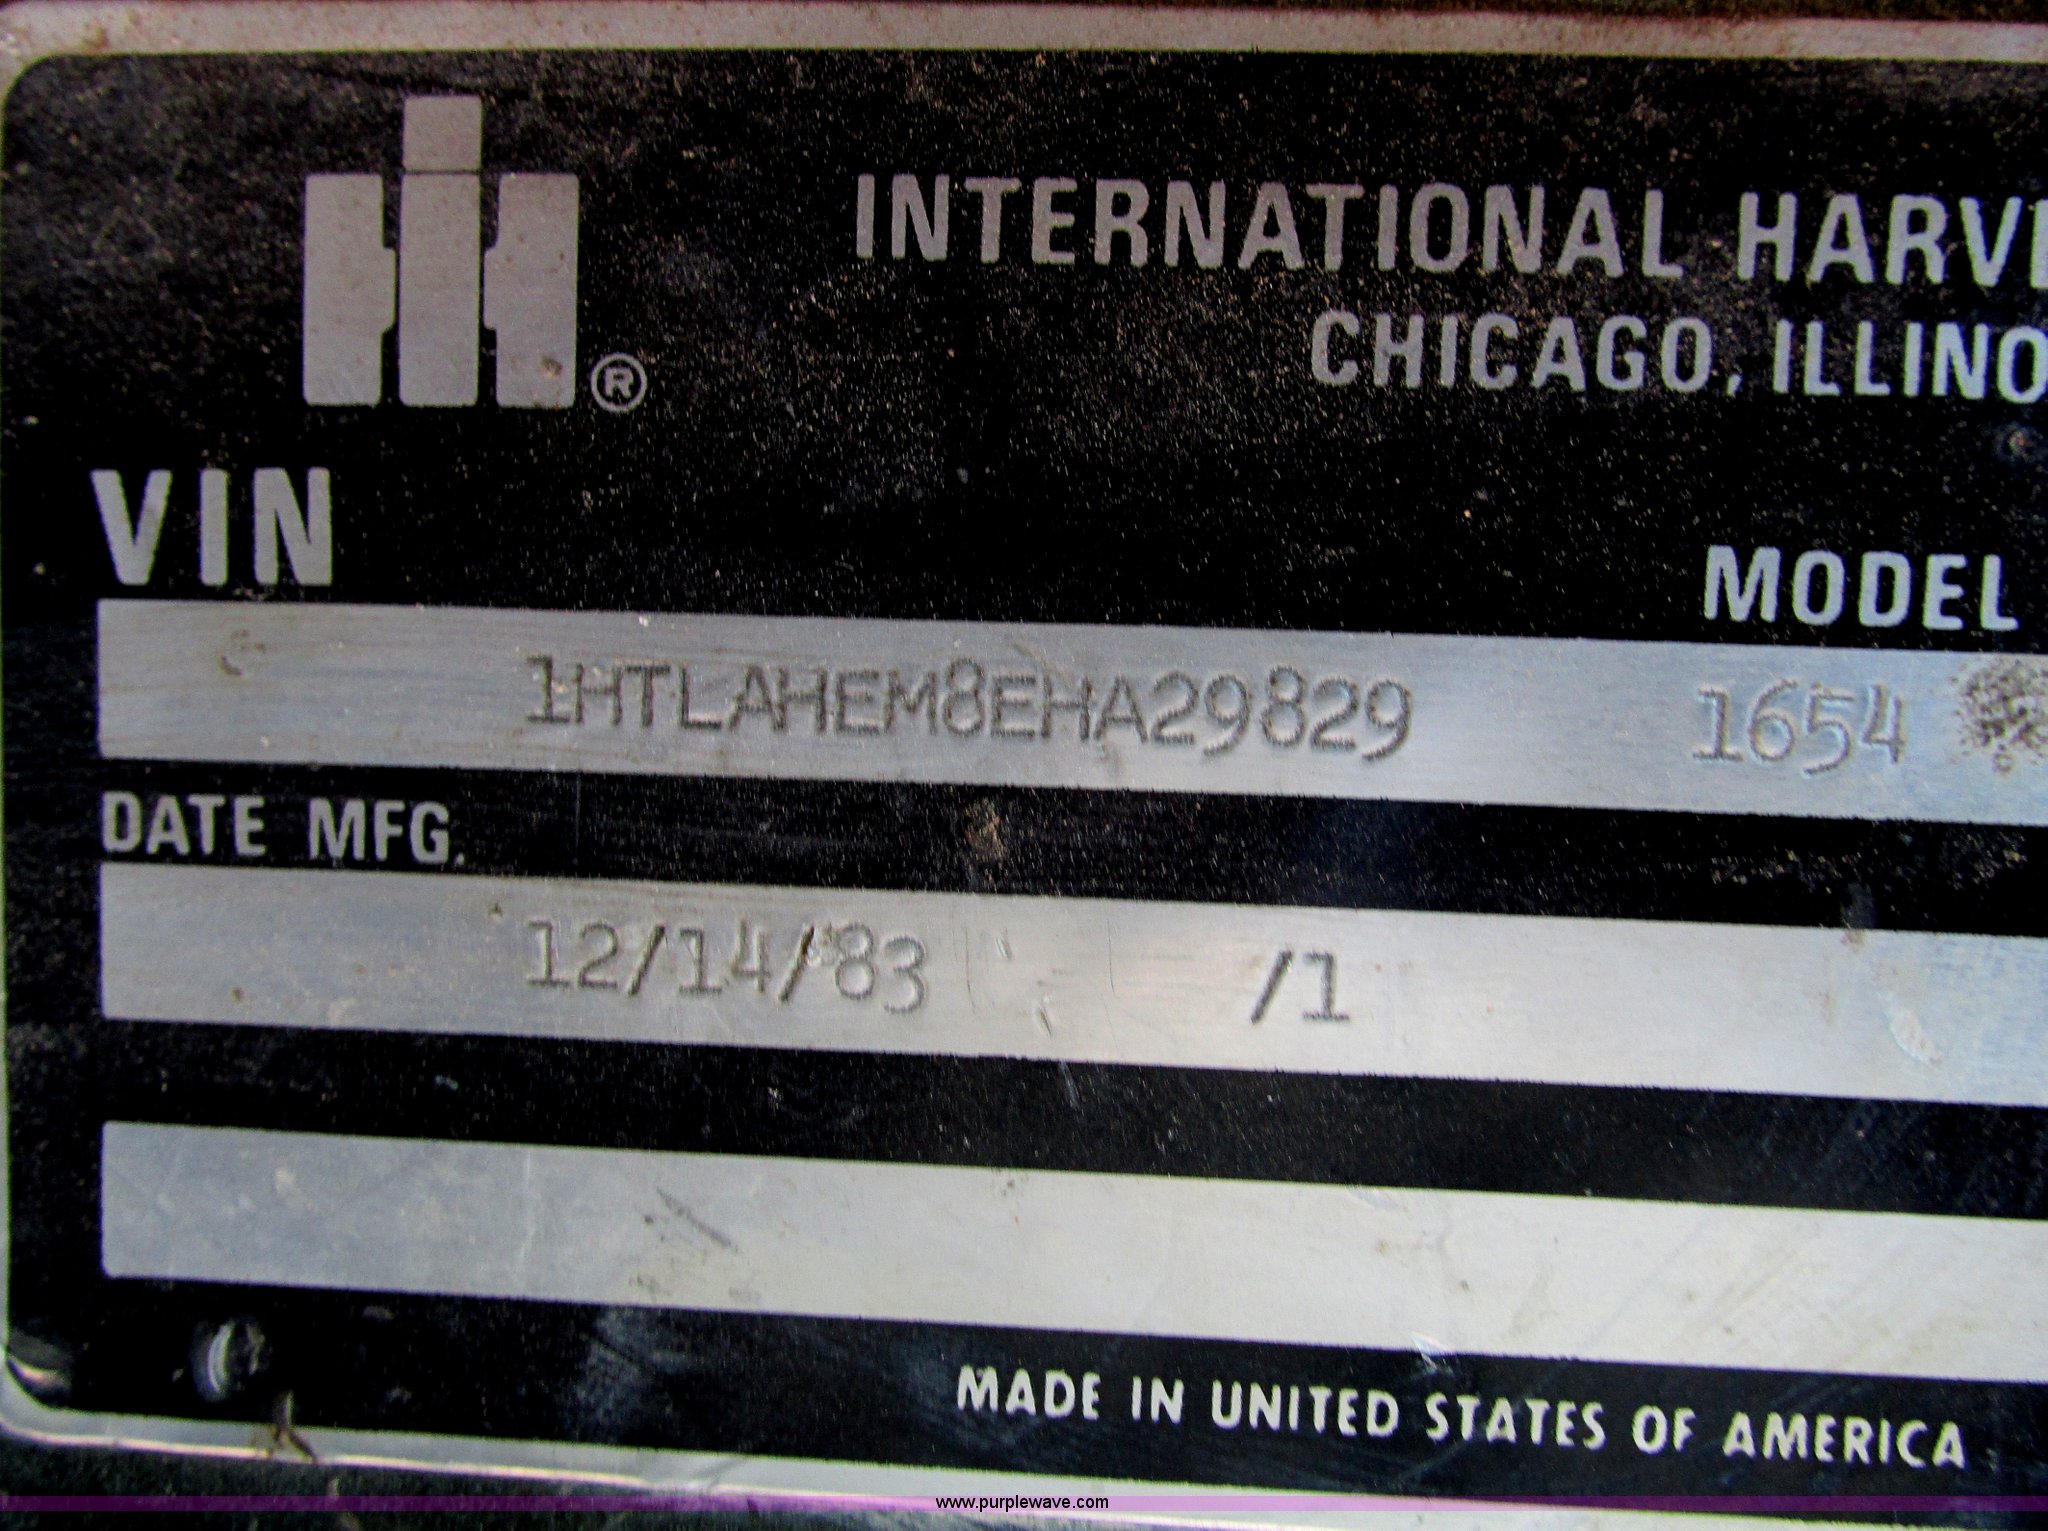 ®
INTERNATIONAL HARVE
CHICAGO, ILLINO
VIN
MODEL
1HTLAHEM8EHA29829 1654
DATE MFG.
12/14/83 /1
MADE IN UNITED STATES OF AMERICA
www.purplewave.com